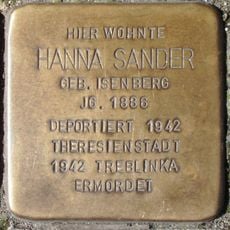 HIER WOHNTE
HANNA SANDER
GEB. ISENBERG
JG. 1886
DEPORTIERT 1942
THERESIENSTADT
1942 TREBLINKA
ERMORDET